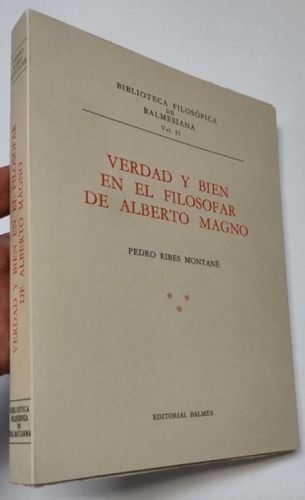 BIBLIOTECA FILOSÓFICA
DE
BALMESIANA
Vol. II
VERDAD Y BIEN
EN EL FILOSOFAR
DE ALBERTO MAGNO
PEDRO RIBES MONTANÉ
* * *
EDITORIAL BALMES
VERDAD Y BIEN EN EL FILOSOFAR
DE ALBERTO MAGNO
BIBLIOTECA
FILOSÓFICA
DE
BALMESIANA